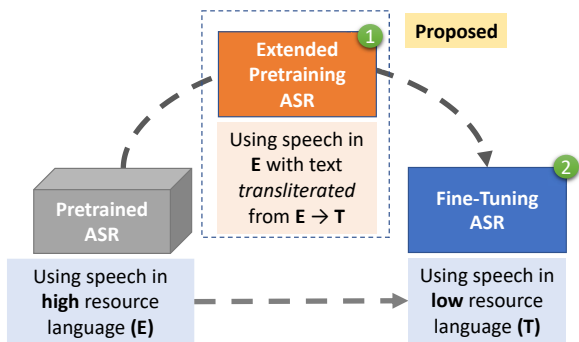 1
Proposed
Extended
Pretraining
ASR
Using speech in
E with text
transliterated
from E → T
2
Pretrained
ASR
Fine-Tuning
ASR
Using speech in
high resource
language (E)
Using speech in
low resource
language (T)